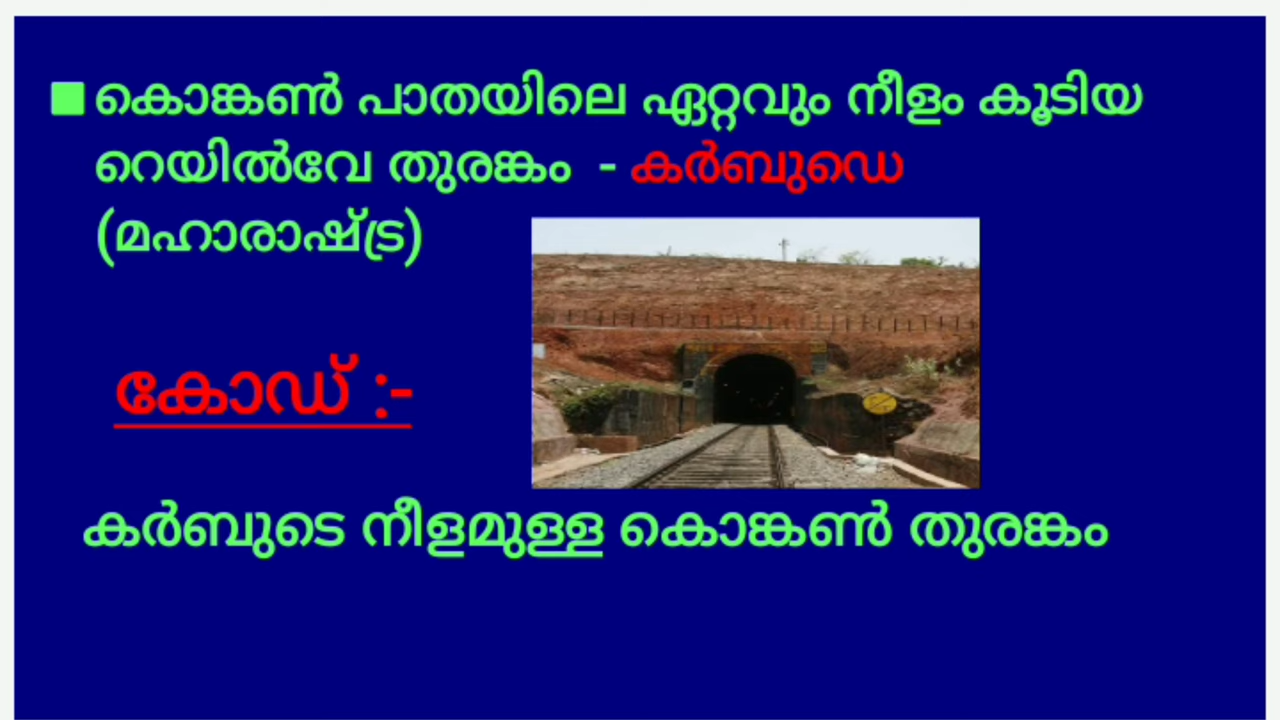 കൊങ്കൺ പാതയിലെ ഏറ്റവും നീളം കൂടിയ
റെയിൽവേ തുരങ്കം - കർബുഡെ
(മഹാരാഷ്ട്ര)
കോഡ് :-
കർബുടെ നീളമുള്ള കൊങ്കൺ തുരങ്കം